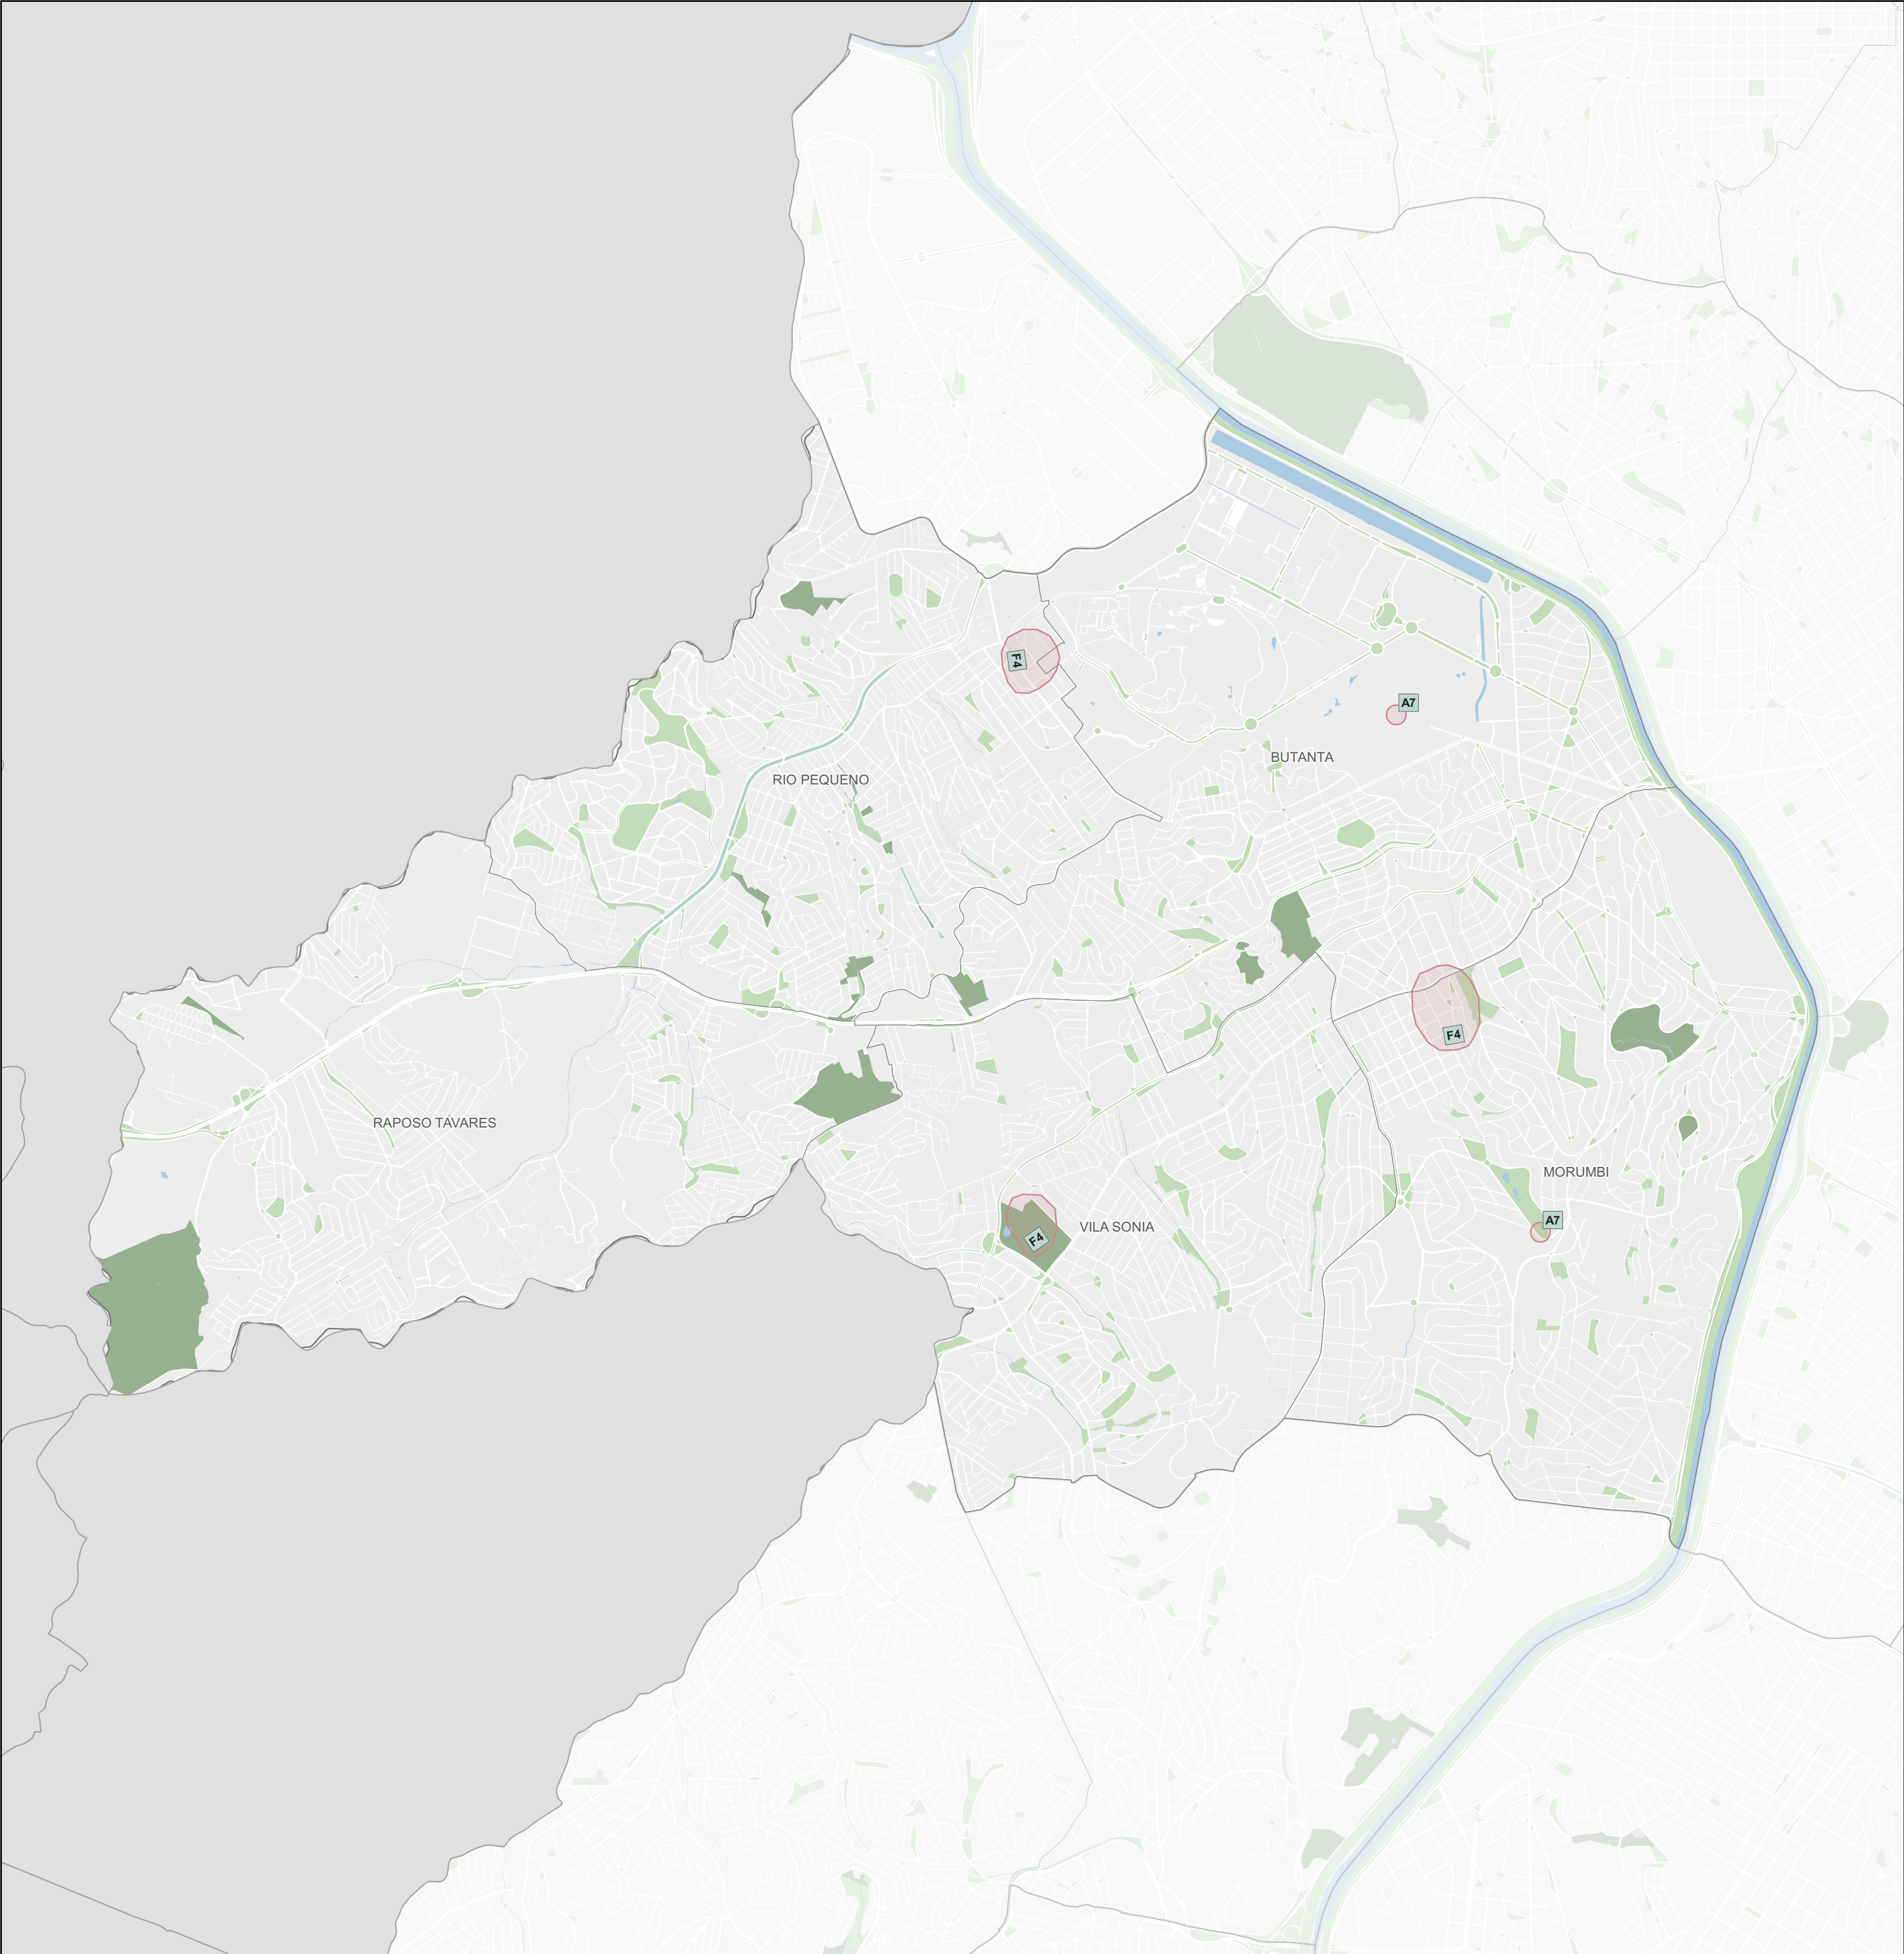 F4
A7
BUTANTA
RIO PEQUENO
F4
RAPOSO TAVARES
MORUMBI
A7
VILA SONIA
F4